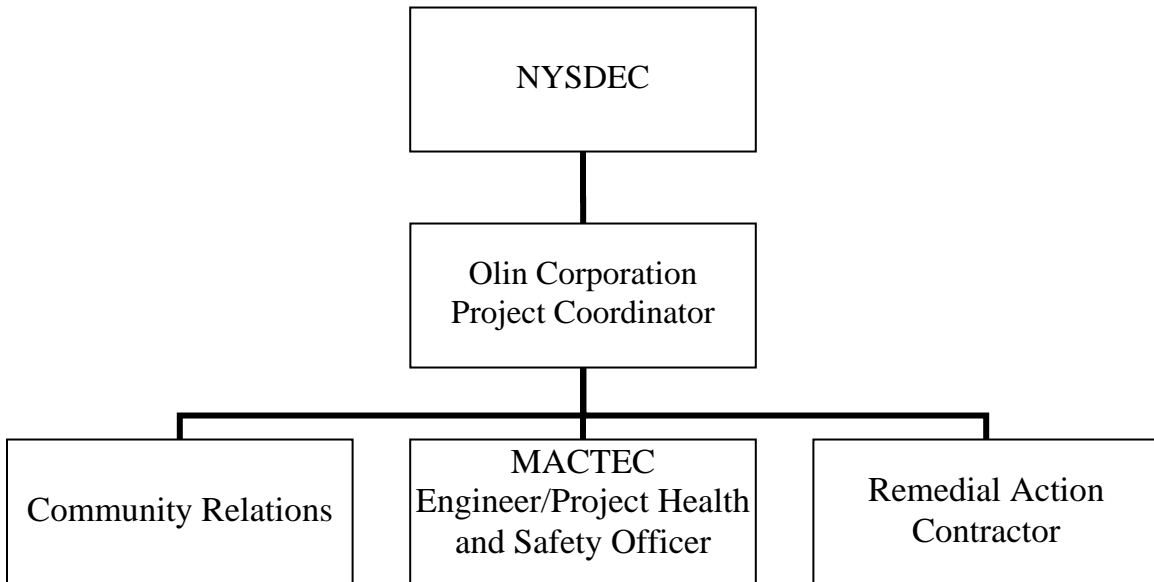 NYSDEC
Olin Corporation
Project Coordinator
Community Relations
MACTEC
Engineer/Project Health
and Safety Officer
Remedial Action
Contractor